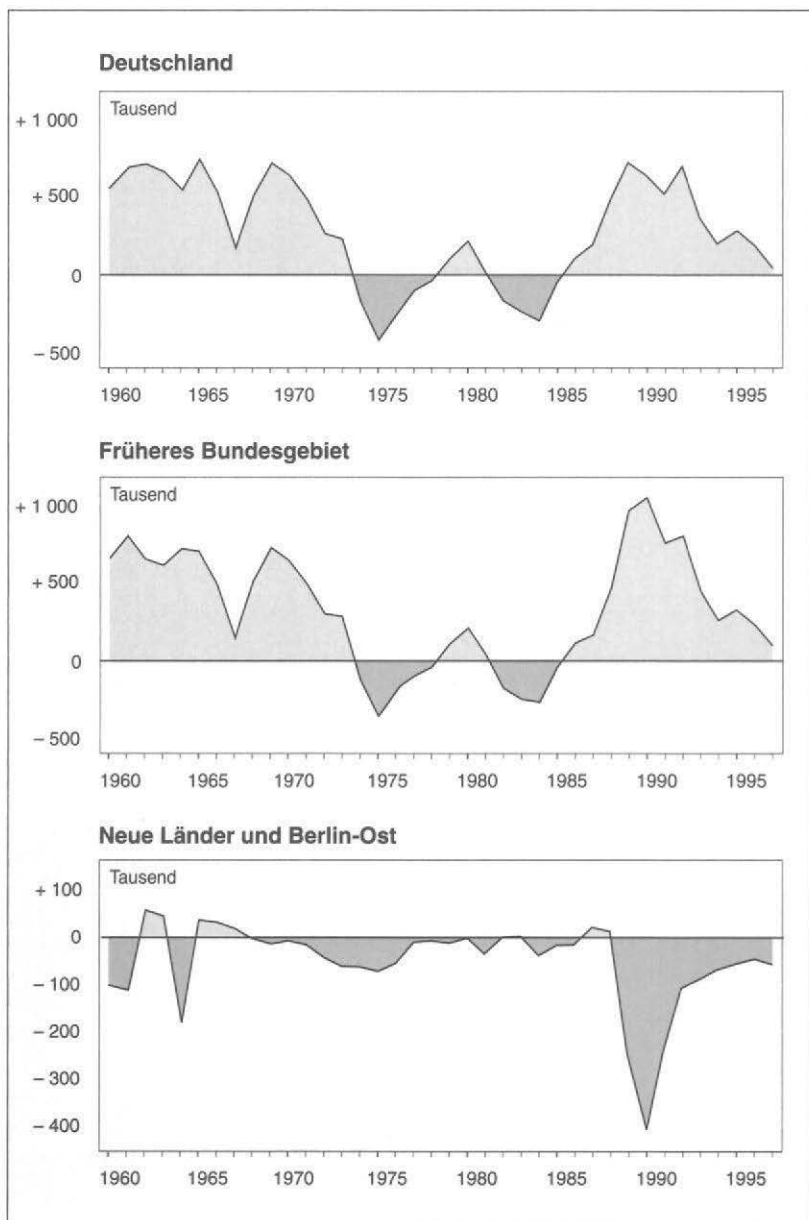 Deutschland
Tausend
+ 1 000
+ 500
0
– 500
1960 1965 1970 1975 1980 1985 1990 1995
Früheres Bundesgebiet
Tausend
+ 1 000
+ 500
0
– 500
1960 1965 1970 1975 1980 1985 1990 1995
Neue Länder und Berlin-Ost
Tausend
+ 100
0
– 100
– 200
– 300
– 400
1960 1965 1970 1975 1980 1985 1990 1995